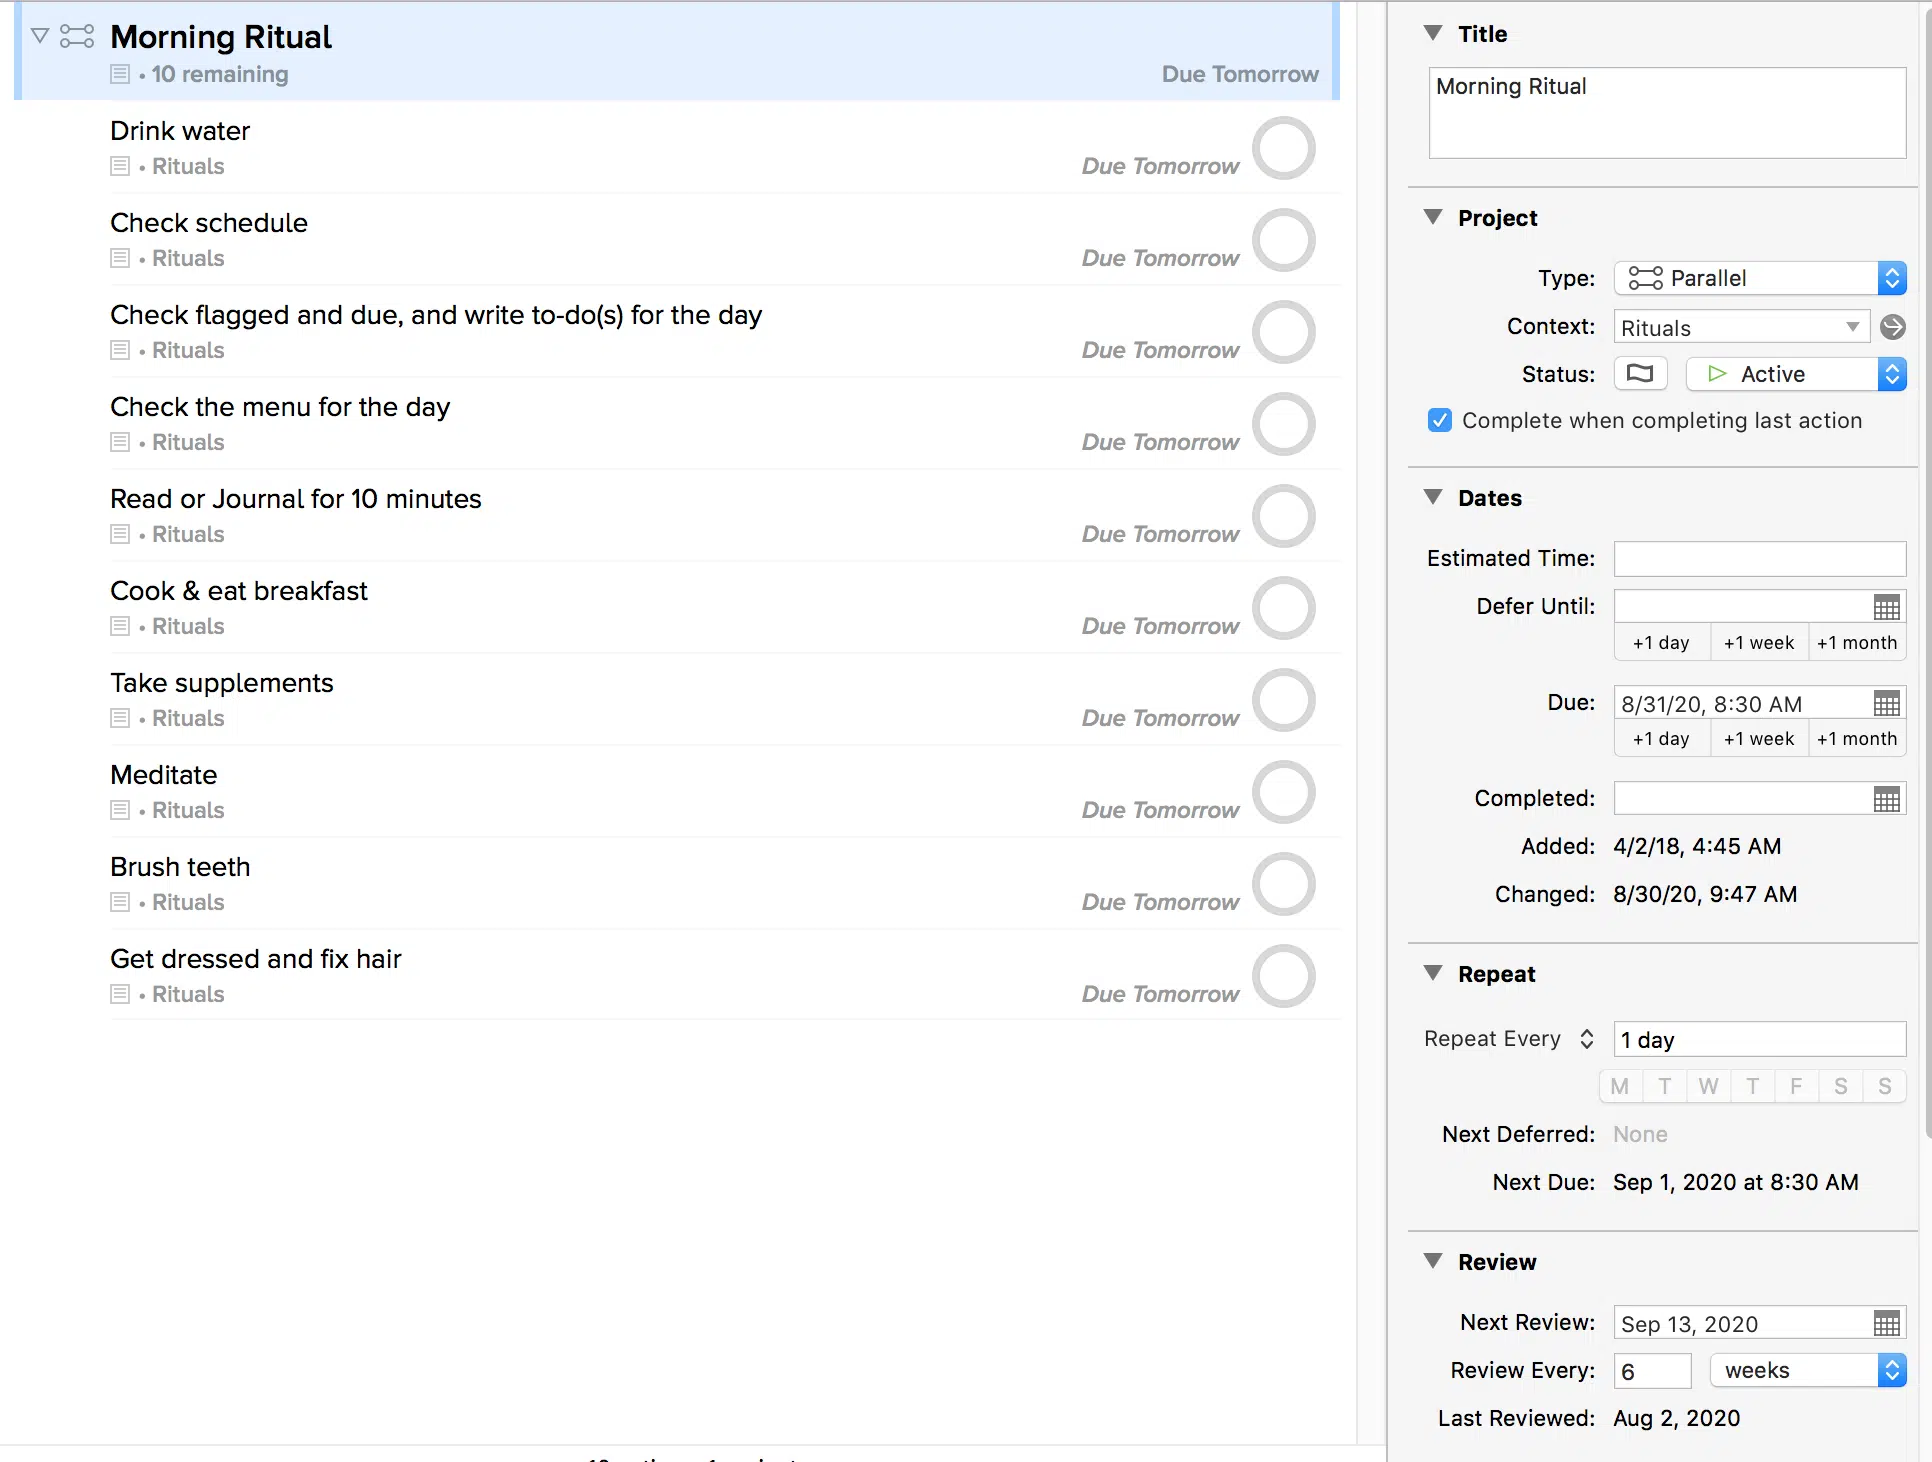 Morning Ritual
• 10 remaining
Due Tomorrow
Drink water
• Rituals
Due Tomorrow
Check schedule
• Rituals
Due Tomorrow
Check flagged and due, and write to-do(s) for the day
• Rituals
Due Tomorrow
Check the menu for the day
• Rituals
Due Tomorrow
Read or Journal for 10 minutes
• Rituals
Due Tomorrow
Cook & eat breakfast
• Rituals
Due Tomorrow
Take supplements
• Rituals
Due Tomorrow
Meditate
• Rituals
Due Tomorrow
Brush teeth
• Rituals
Due Tomorrow
Get dressed and fix hair
• Rituals
Due Tomorrow
Title
Morning Ritual
Project
Type: Parallel
Context: Rituals
Status: Active
Complete when completing last action
Dates
Estimated Time:
Defer Until:
+1 day +1 week +1 month
Due: 8/31/20, 8:30 AM
+1 day +1 week +1 month
Completed:
Added: 4/2/18, 4:45 AM
Changed: 8/30/20, 9:47 AM
Repeat
Repeat Every 1 day
M T W T F S S
Next Deferred: None
Next Due: Sep 1, 2020 at 8:30 AM
Review
Next Review: Sep 13, 2020
Review Every: 6 weeks
Last Reviewed: Aug 2, 2020